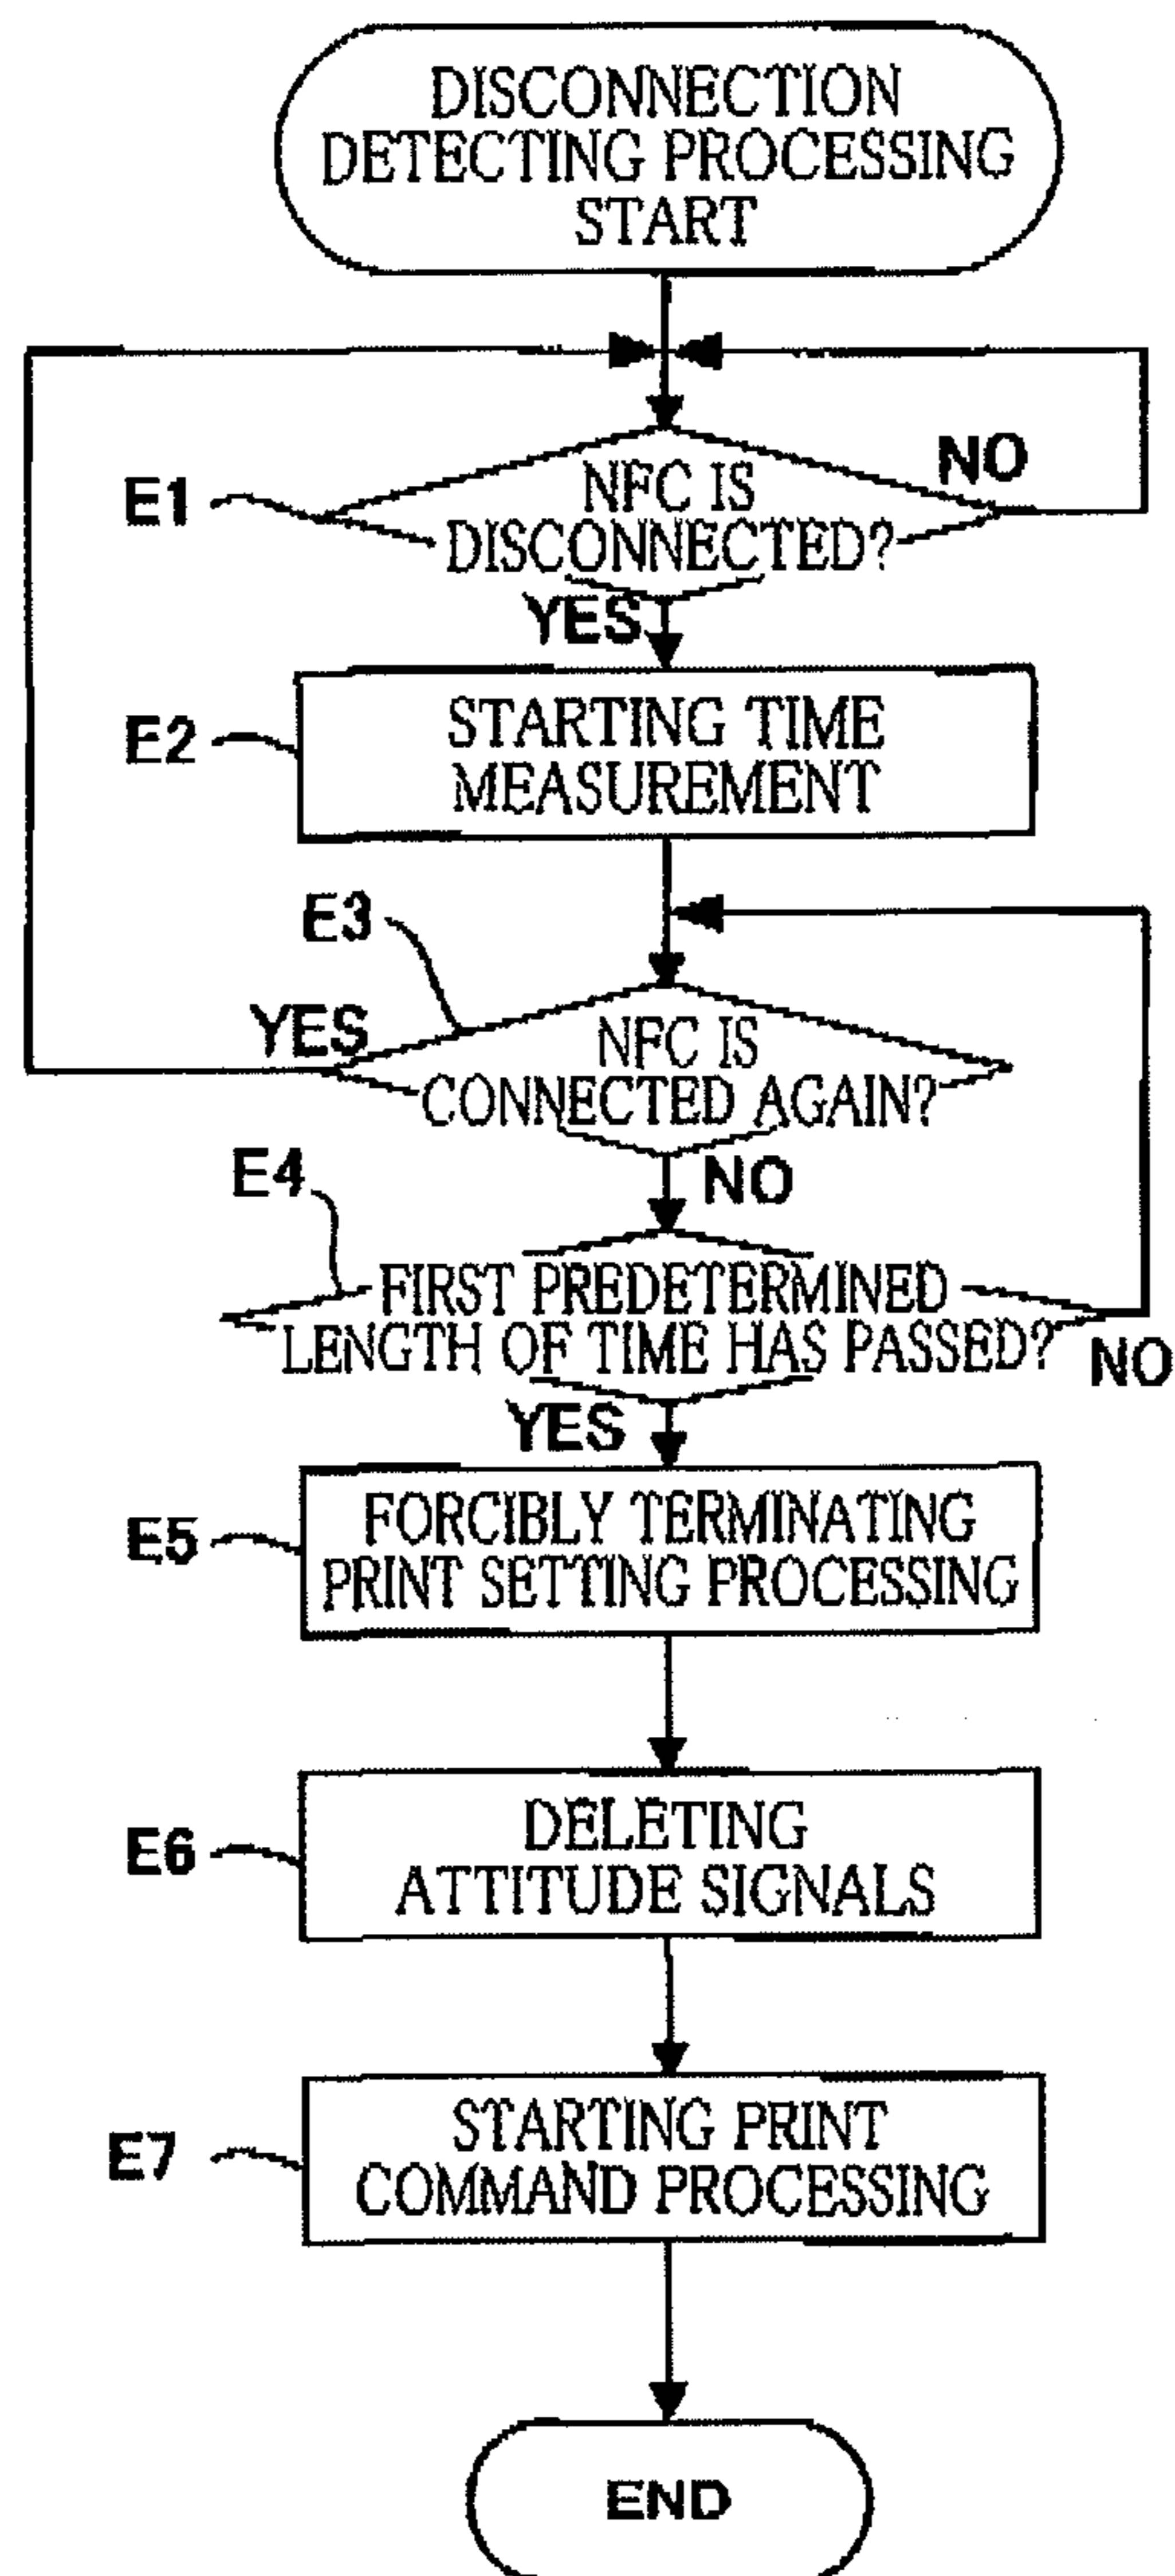 DISCONNECTION
DETECTING PROCESSING
START
E1
NFC IS
DISCONNECTED?
NO
YES
E2
STARTING TIME
MEASUREMENT
E3
YES
NFC IS
CONNECTED AGAIN?
NO
E4
FIRST PREDETERMINED
LENGTH OF TIME HAS PASSED?
NO
YES
E5
FORCIBLY TERMINATING
PRINT SETTING PROCESSING
E6
DELETING
ATTITUDE SIGNALS
E7
STARTING PRINT
COMMAND PROCESSING
END